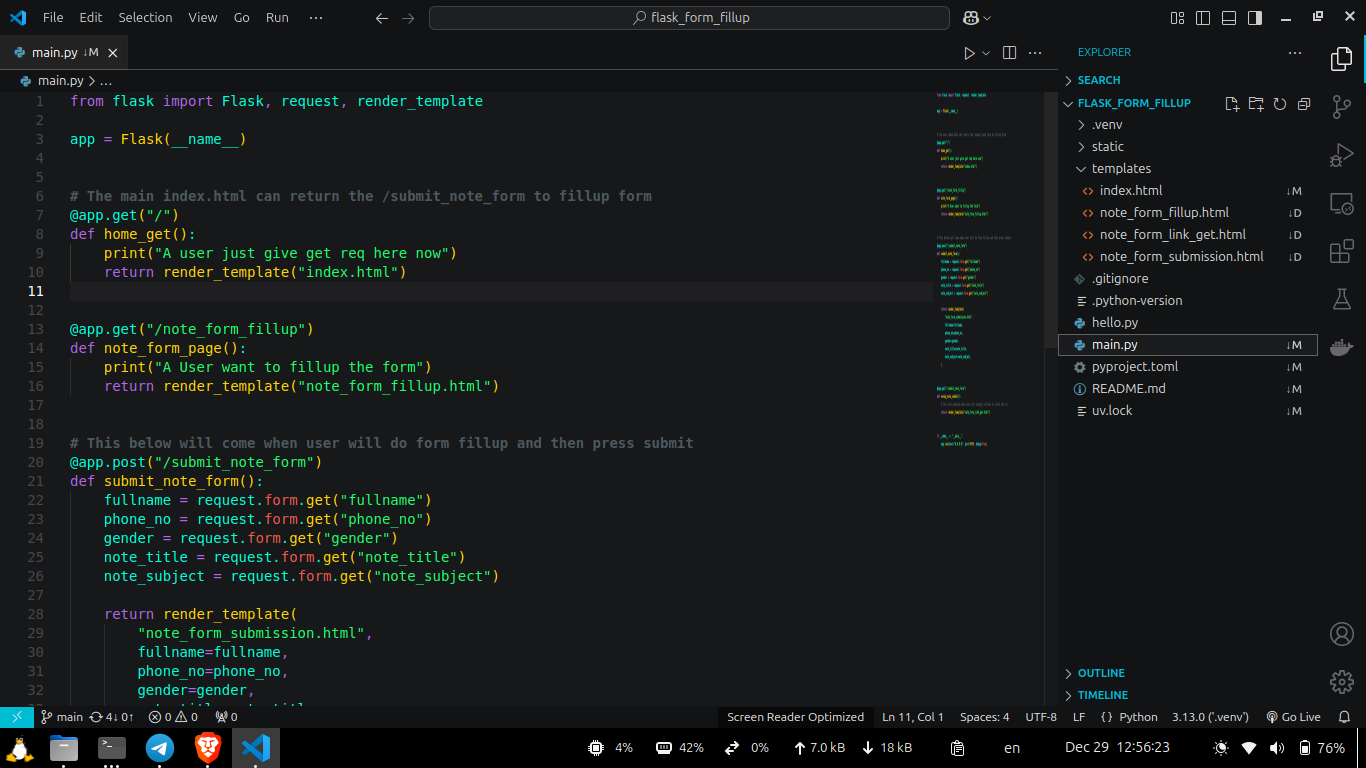 File Edit Selection View Go Run ···
flask_form_fillup
main.py ↓M
main.py > ...
1 from flask import Flask, request, render_template
2
3 app = Flask(__name__)
4
5
6 # The main index.html can return the /submit_note_form to fillup form
7 @app.get("/")
8 def home_get():
9 print("A user just give get req here now")
10 return render_template("index.html")
11
12
13 @app.get("/note_form_fillup")
14 def note_form_page():
15 print("A User want to fillup the form")
16 return render_template("note_form_fillup.html")
17
18
19 # This below will come when user will do form fillup and then press submit
20 @app.post("/submit_note_form")
21 def submit_note_form():
22 fullname = request.form.get("fullname")
23 phone_no = request.form.get("phone_no")
24 gender = request.form.get("gender")
25 note_title = request.form.get("note_title")
26 note_subject = request.form.get("note_subject")
27
28 return render_template(
29 "note_form_submission.html",
30 fullname=fullname,
31 phone_no=phone_no,
32 gender=gender,
EXPLORER
SEARCH
FLASK_FORM_FILLUP
.venv
static
templates
index.html ↓M
note_form_fillup.html ↓D
note_form_link_get.html ↓D
note_form_submission.html ↓D
.gitignore
.python-version
hello.py
main.py ↓M
pyproject.toml ↓M
README.md ↓M
uv.lock ↓M
OUTLINE
TIMELINE
main 4↓ 0↑ 0 0 0 Screen Reader Optimized Ln 11, Col 1 Spaces: 4 UTF-8 LF {} Python 3.13.0 ('.venv') Go Live
4% 42% 0% 7.0 kB 18 kB en Dec 29 12:56:23 76%